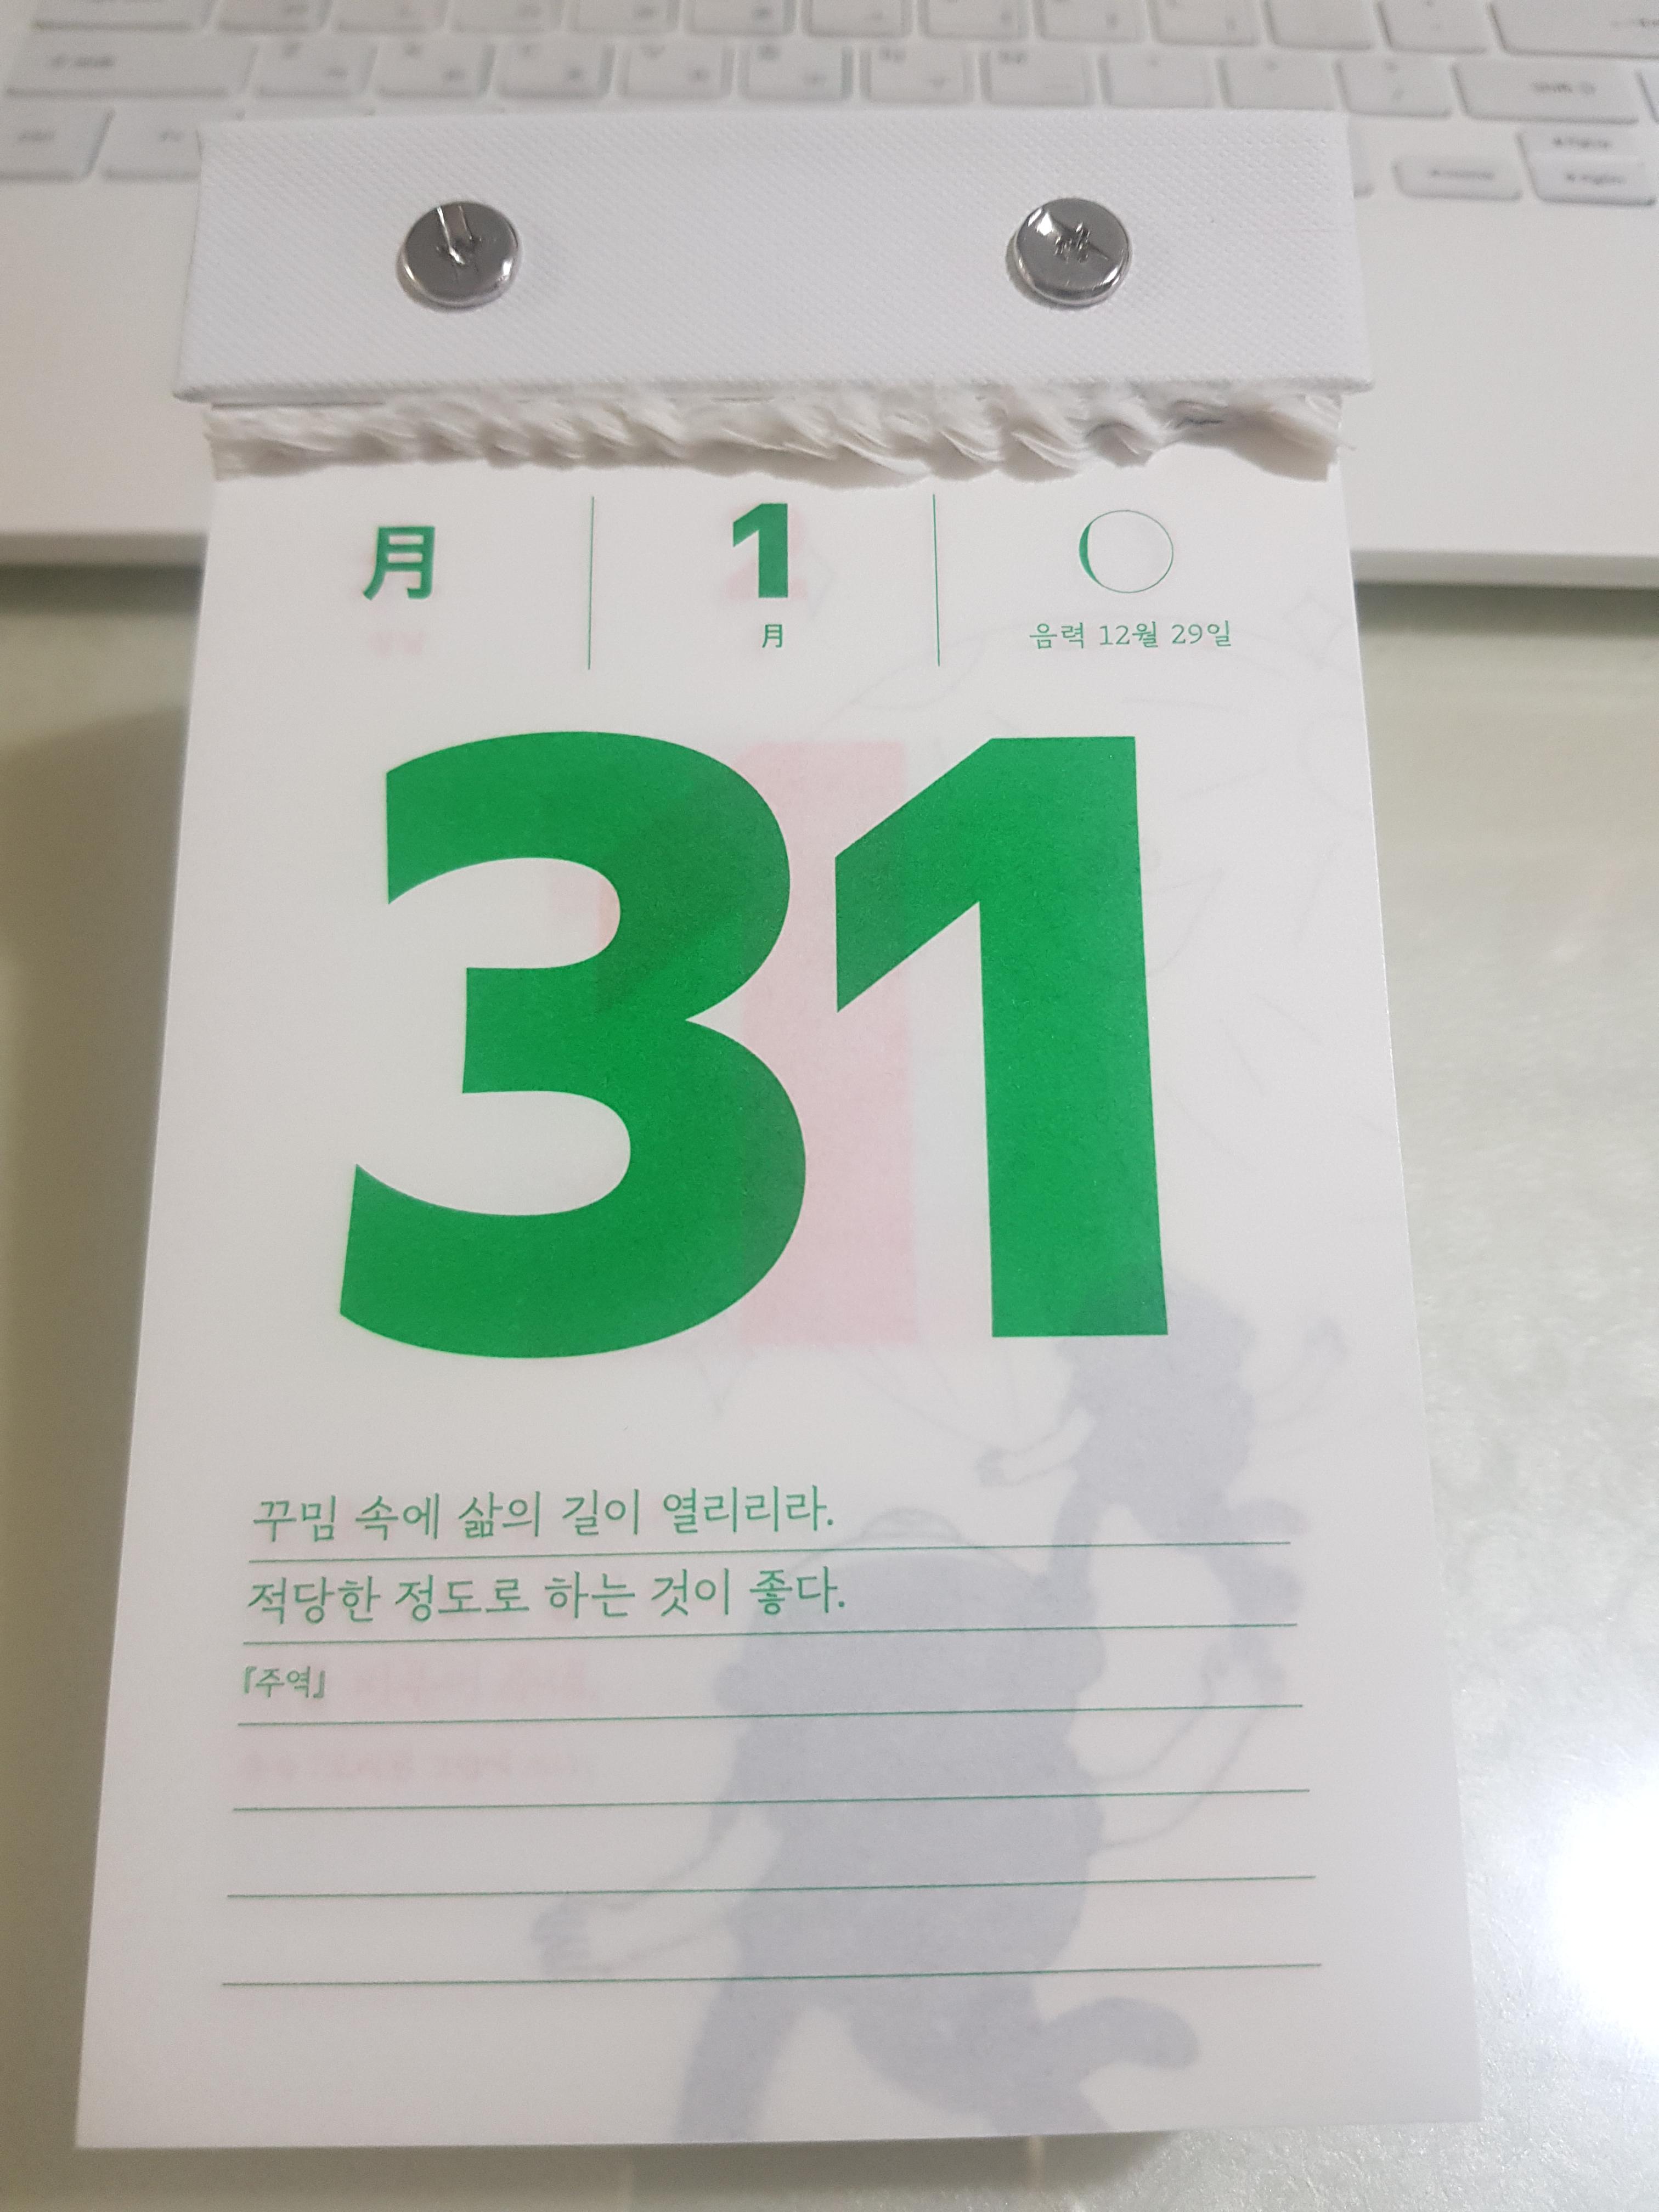 月
1
月
음력 12월 29일
31
꾸밈 속에 삶의 길이 열리리라.
적당한 정도로 하는 것이 좋다.
『주역』